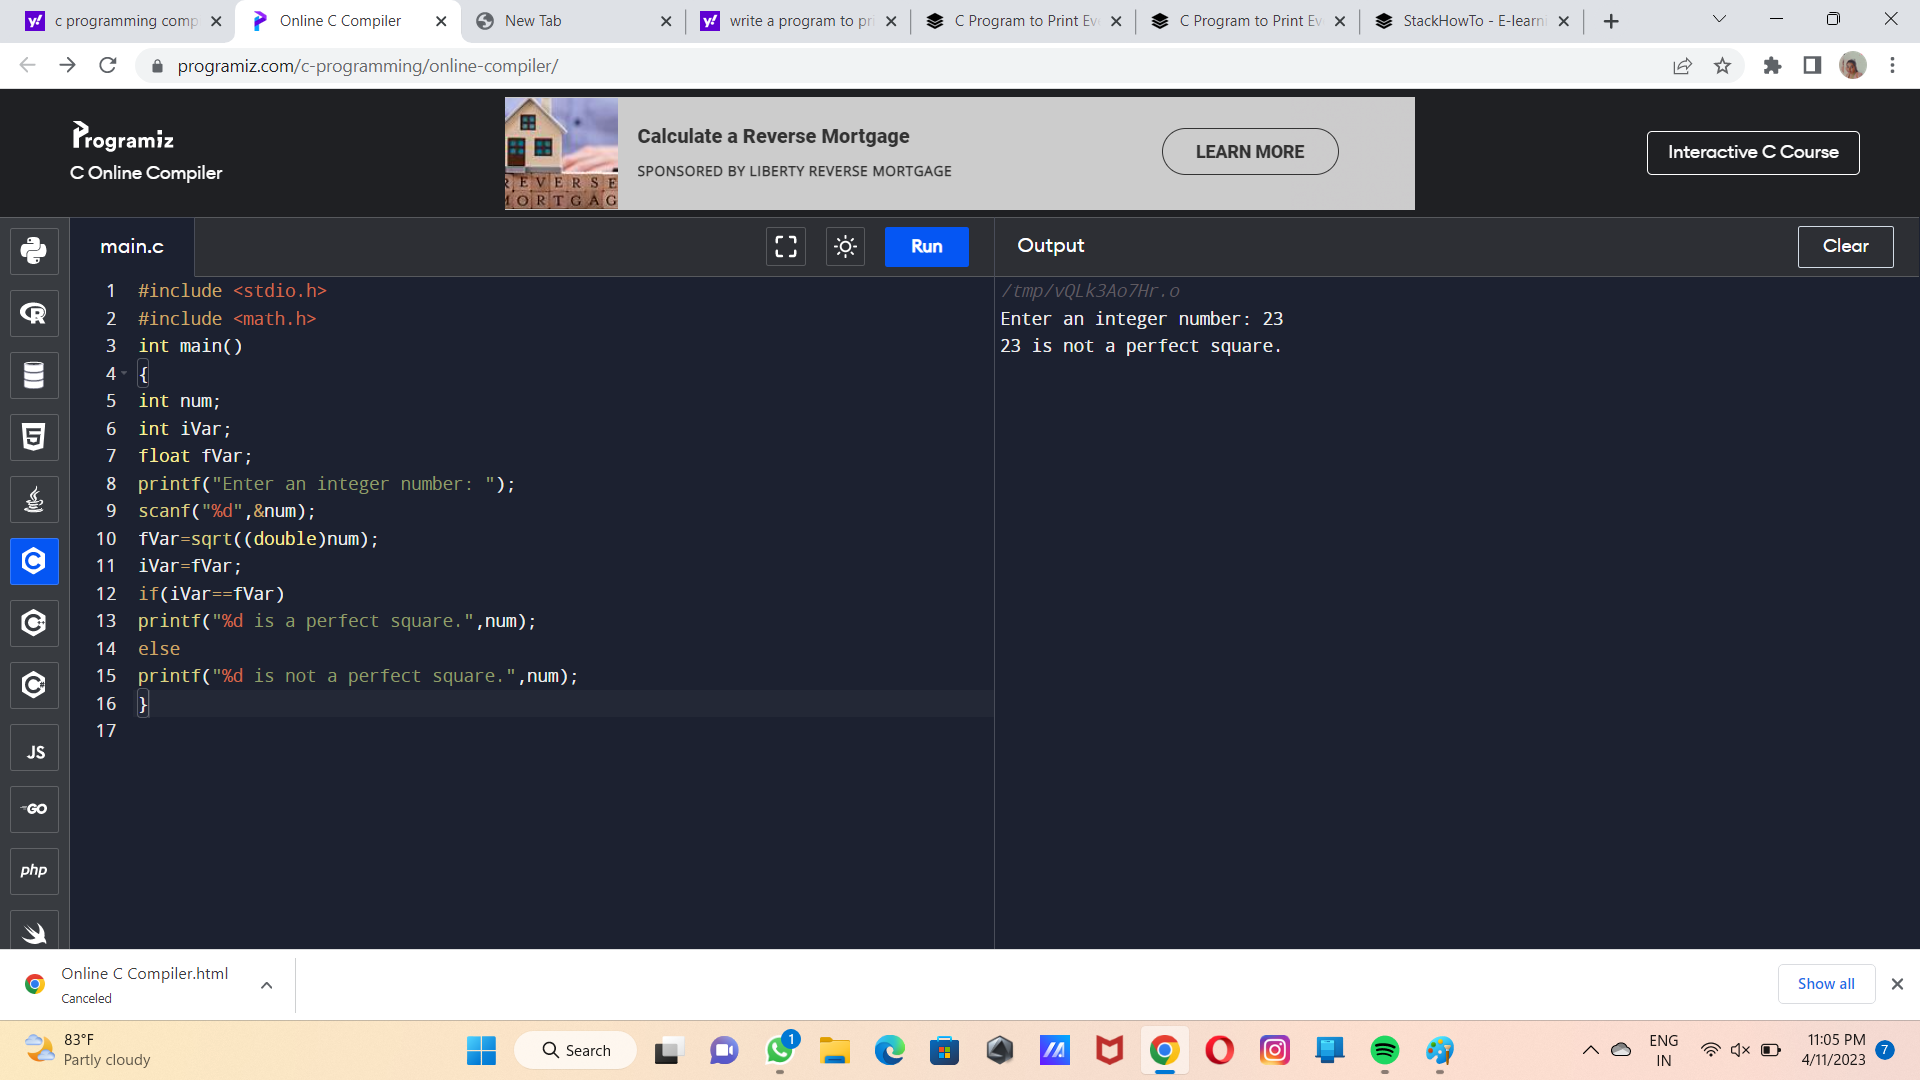 c programming comp
Online C Compiler
New Tab
write a program to pri
C Program to Print Eve
C Program to Print Eve
StackHowTo - E-learni
programiz.com/c-programming/online-compiler/
Programiz
C Online Compiler
REVERSE
MORTGAG
Calculate a Reverse Mortgage
SPONSORED BY LIBERTY REVERSE MORTGAGE
LEARN MORE
Interactive C Course
main.c
Run
Output
Clear
1 #include <stdio.h>
2 #include <math.h>
3 int main()
4 {
5 int num;
6 int iVar;
7 float fVar;
8 printf("Enter an integer number: ");
9 scanf("%d",&num);
10 fVar=sqrt((double)num);
11 iVar=fVar;
12 if(iVar==fVar)
13 printf("%d is a perfect square.",num);
14 else
15 printf("%d is not a perfect square.",num);
16 }
17
/tmp/vQLk3Ao7Hr.o
Enter an integer number: 23
23 is not a perfect square.
JS
GO
php
Online C Compiler.html
Canceled
Show all
83°F
Partly cloudy
Search
1
ENG
IN
11:05 PM
4/11/2023
7